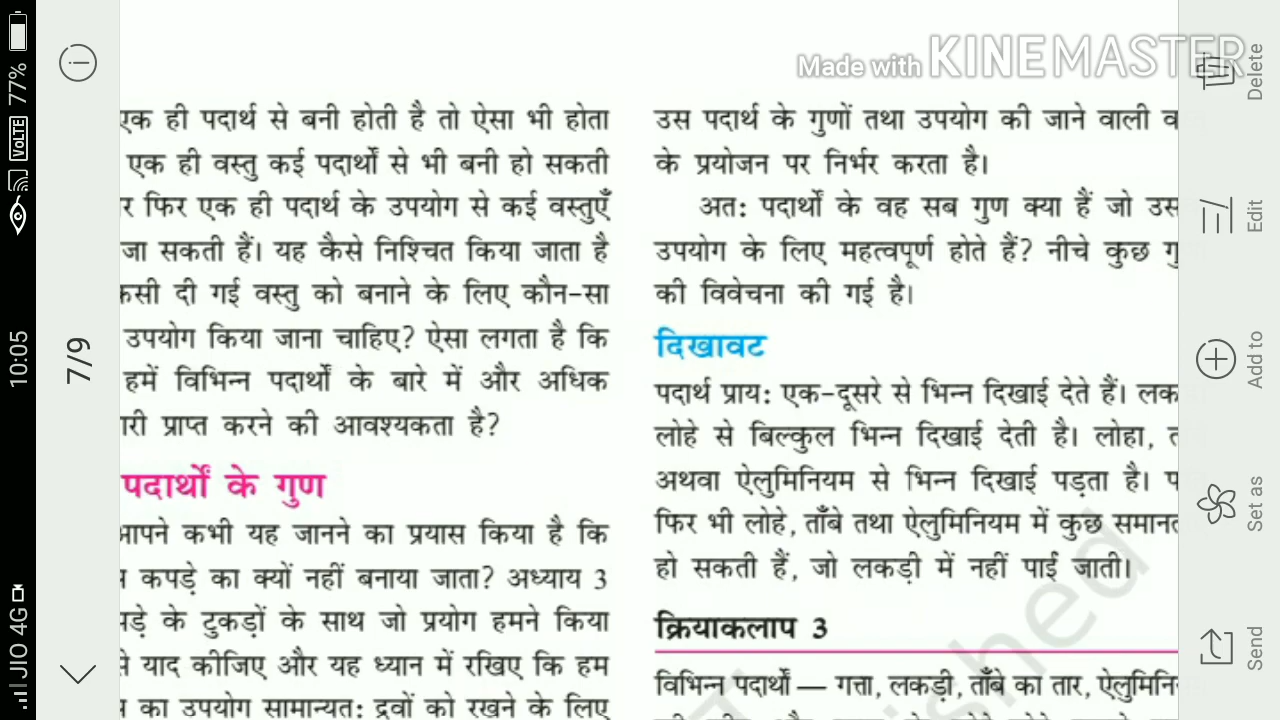 Made with KINEMASTER
77%
VoLTE
10:05
JIO 4G
7/9
Delete
Edit
Add to
Set as
Send
एक ही पदार्थ से बनी होती है तो ऐसा भी होता
एक ही वस्तु कई पदार्थों से भी बनी हो सकती
फिर एक ही पदार्थ के उपयोग से कई वस्तुएँ
जा सकती हैं। यह कैसे निश्चित किया जाता है
दी गई वस्तु को बनाने के लिए कौन-सा
उपयोग किया जाना चाहिए? ऐसा लगता है कि
हमें विभिन्न पदार्थों के बारे में और अधिक
प्राप्त करने की आवश्यकता है?
पदार्थों के गुण
आपने कभी यह जानने का प्रयास किया है कि
कपड़े का क्यों नहीं बनाया जाता? अध्याय 3
के टुकड़ों के साथ जो प्रयोग हमने किया
याद कीजिए और यह ध्यान में रखिए कि हम
का उपयोग सामान्यत: द्रवों को रखने के लिए
उस पदार्थ के गुणों तथा उपयोग की जाने वाली
के प्रयोजन पर निर्भर करता है।
अत: पदार्थों के वह सब गुण क्या हैं जो
उपयोग के लिए महत्वपूर्ण होते हैं? नीचे कुछ
की विवेचना की गई है।
दिखावट
पदार्थ प्राय: एक-दूसरे से भिन्न दिखाई देते हैं।
लोहे से बिल्कुल भिन्न दिखाई देती है। लोहा,
अथवा ऐलुमिनियम से भिन्न दिखाई पड़ता है।
फिर भी लोहे, ताँबे तथा ऐलुमिनियम में कुछ
हो सकती हैं, जो लकड़ी में नहीं पाई जाती।
क्रियाकलाप 3
विभिन्न पदार्थों — गत्ता, लकड़ी, ताँबे का तार,